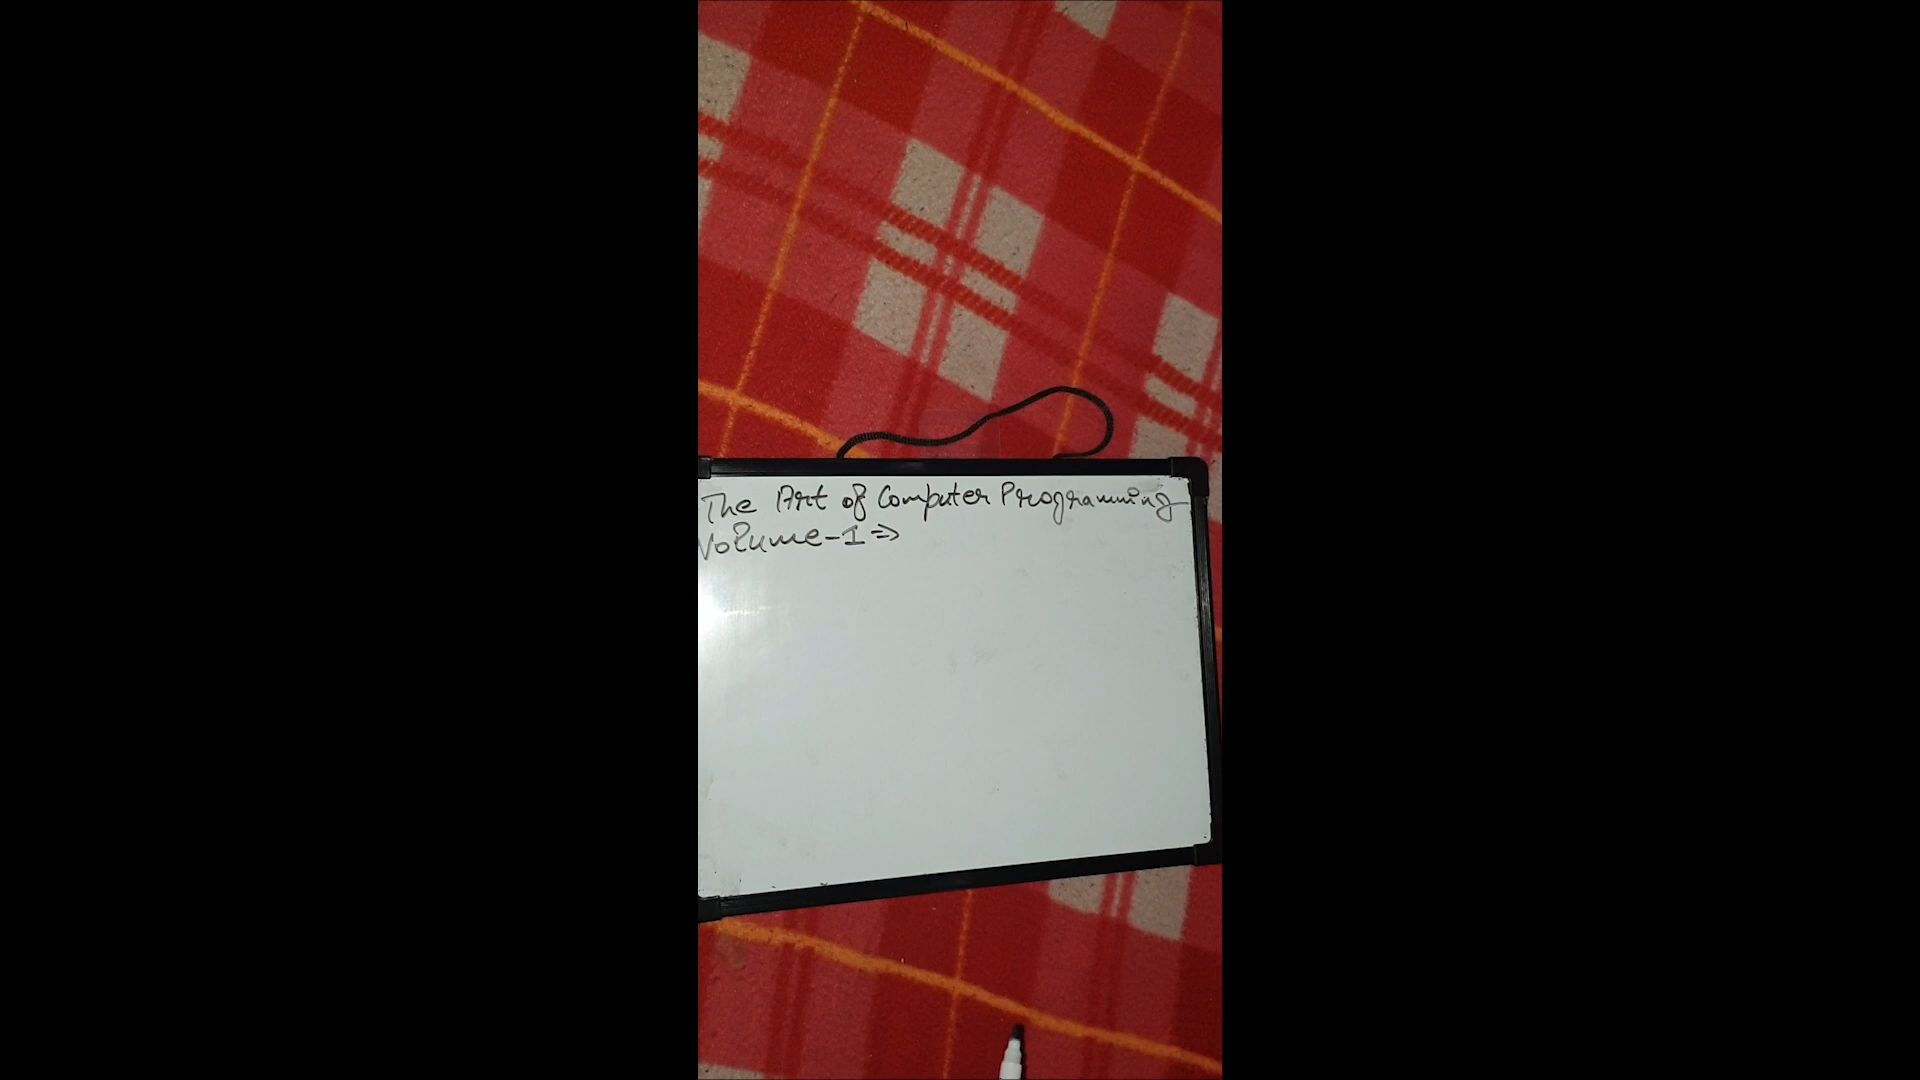 The Art of Computer Programming
Volume-1 =>